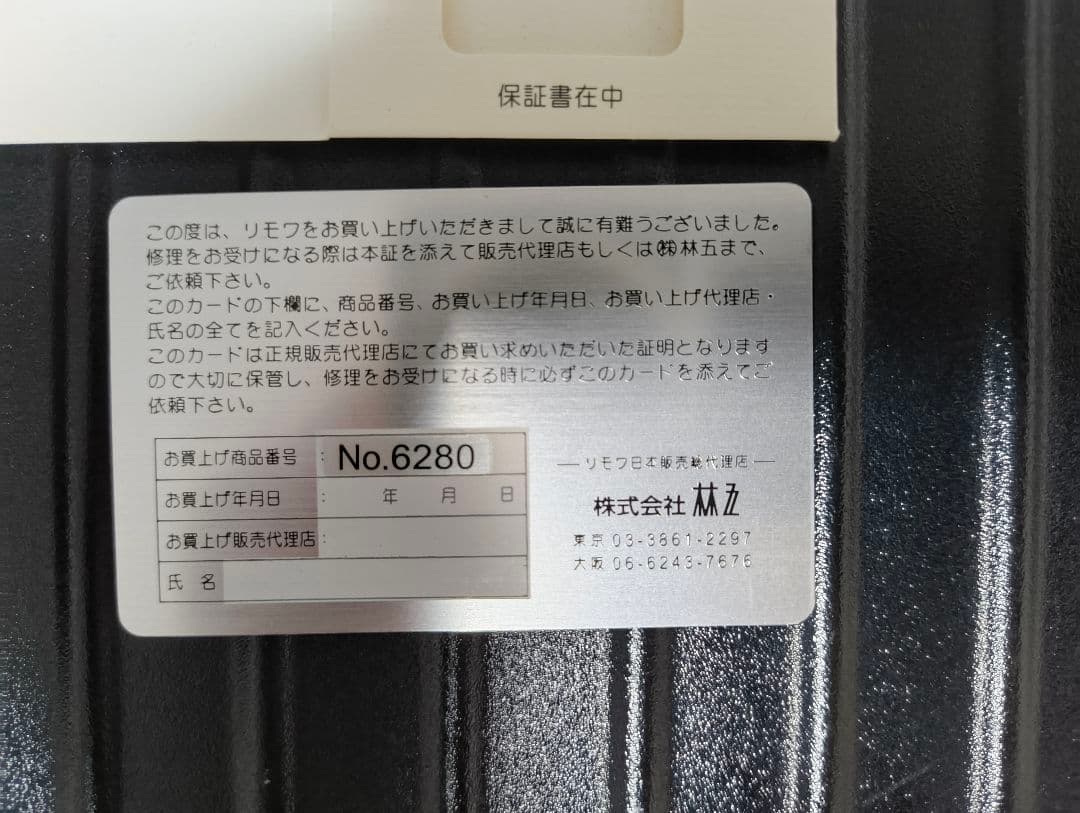 保証書在中
この度は、リモワをお買い上げいただきまして誠に有難うございました。
修理をお受けになる際は本証を添えて販売代理店もしくは㈱林五まで、
ご依頼下さい。
このカードの下欄に、商品番号、お買い上げ年月日、お買い上げ代理店・
氏名の全てを記入ください。
このカードは正規販売代理店にてお買い求めいただいた証明となります
ので大切に保管し、修理をお受けになる時に必ずこのカードを添えてご
依頼下さい。
お買上げ商品番号 : No.6280
お買上げ年月日 : 年 月 日
お買上げ販売代理店 :
氏 名
― リモワ日本販売総代理店 ―
株式会社 林五
東京 03-3861-2297
大阪 06-6243-7676